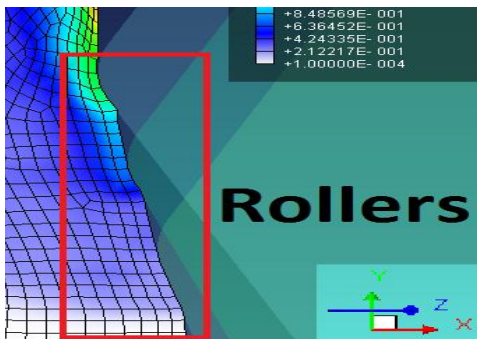 +8.48569E- 001
+6.36452E- 001
+4.24335E- 001
+2.12217E- 001
+1.00000E- 004
Rollers
Y
Z
X